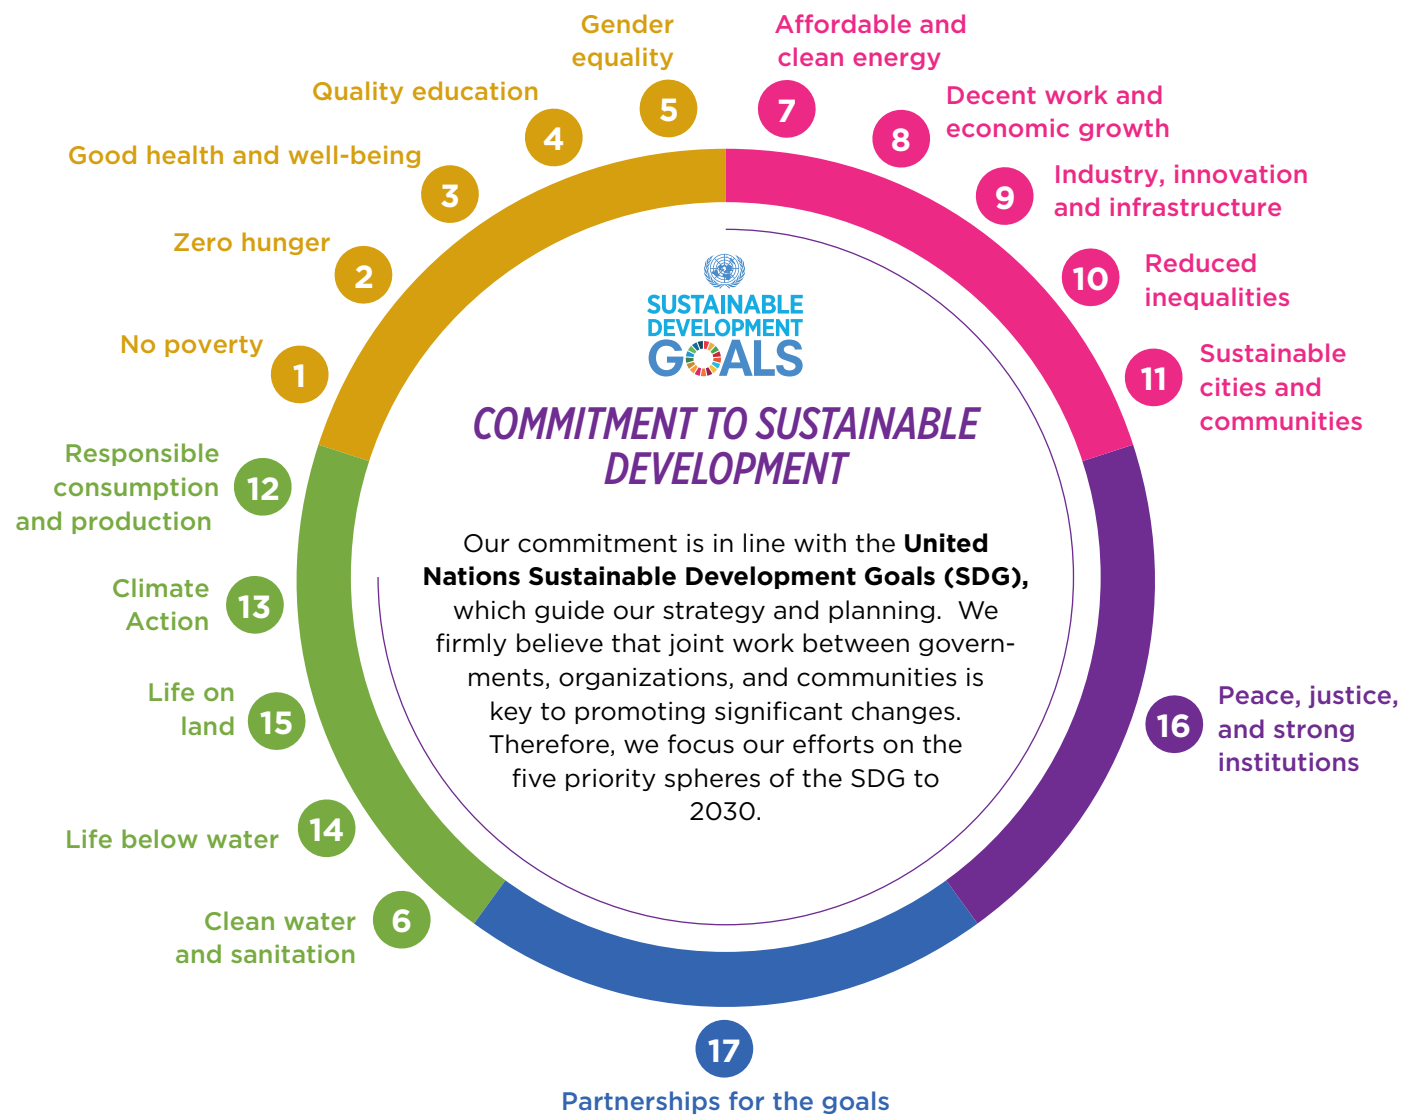 Gender
equality
5
Affordable and
clean energy
7
Quality education
4
Decent work and
economic growth
8
Good health and well-being
3
Industry, innovation
and infrastructure
9
Zero hunger
2
Reduced
inequalities
10
No poverty
1
Sustainable
cities and
communities
11
SUSTAINABLE
DEVELOPMENT
GOALS
COMMITMENT TO SUSTAINABLE
DEVELOPMENT
Our commitment is in line with the United
Nations Sustainable Development Goals (SDG),
which guide our strategy and planning. We
firmly believe that joint work between govern-
ments, organizations, and communities is
key to promoting significant changes.
Therefore, we focus our efforts on the
five priority spheres of the SDG to
2030.
Responsible
consumption
and production
12
Climate
Action
13
Life on
land
15
Life below water
14
Clean water
and sanitation
6
Peace, justice,
and strong
institutions
16
17
Partnerships for the goals